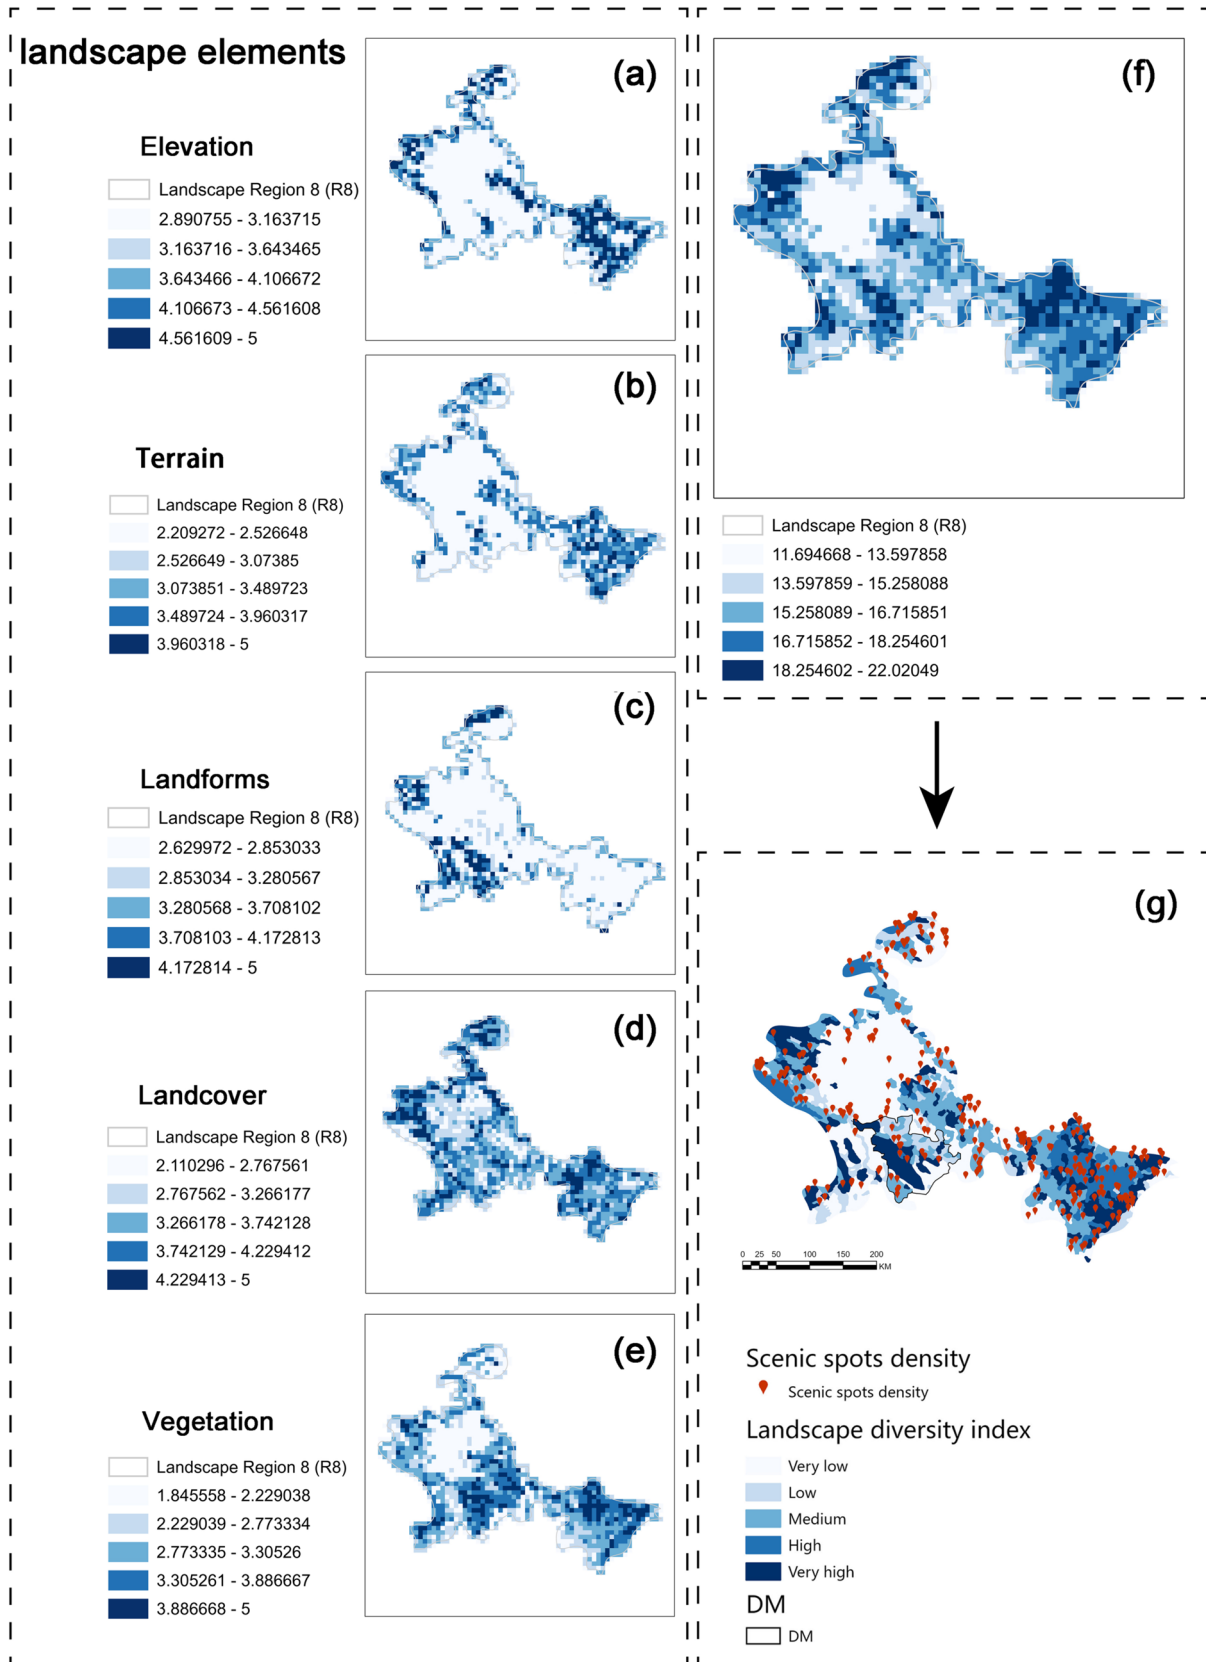 landscape elements
(a)
Elevation
Landscape Region 8 (R8)
2.890755 - 3.163715
3.163716 - 3.643465
3.643466 - 4.106672
4.106673 - 4.561608
4.561609 - 5
(b)
Terrain
Landscape Region 8 (R8)
2.209272 - 2.526648
2.526649 - 3.07385
3.073851 - 3.489723
3.489724 - 3.960317
3.960318 - 5
(c)
Landforms
Landscape Region 8 (R8)
2.629972 - 2.853033
2.853034 - 3.280567
3.280568 - 3.708102
3.708103 - 4.172813
4.172814 - 5
(d)
Landcover
Landscape Region 8 (R8)
2.110296 - 2.767561
2.767562 - 3.266177
3.266178 - 3.742128
3.742129 - 4.229412
4.229413 - 5
(e)
Vegetation
Landscape Region 8 (R8)
1.845558 - 2.229038
2.229039 - 2.773334
2.773335 - 3.30526
3.305261 - 3.886667
3.886668 - 5
(f)
Landscape Region 8 (R8)
11.694668 - 13.597858
13.597859 - 15.258088
15.258089 - 16.715851
16.715852 - 18.254601
18.254602 - 22.02049
(g)
0 25 50 100 150 200
KM
Scenic spots density
Scenic spots density
Landscape diversity index
Very low
Low
Medium
High
Very high
DM
DM